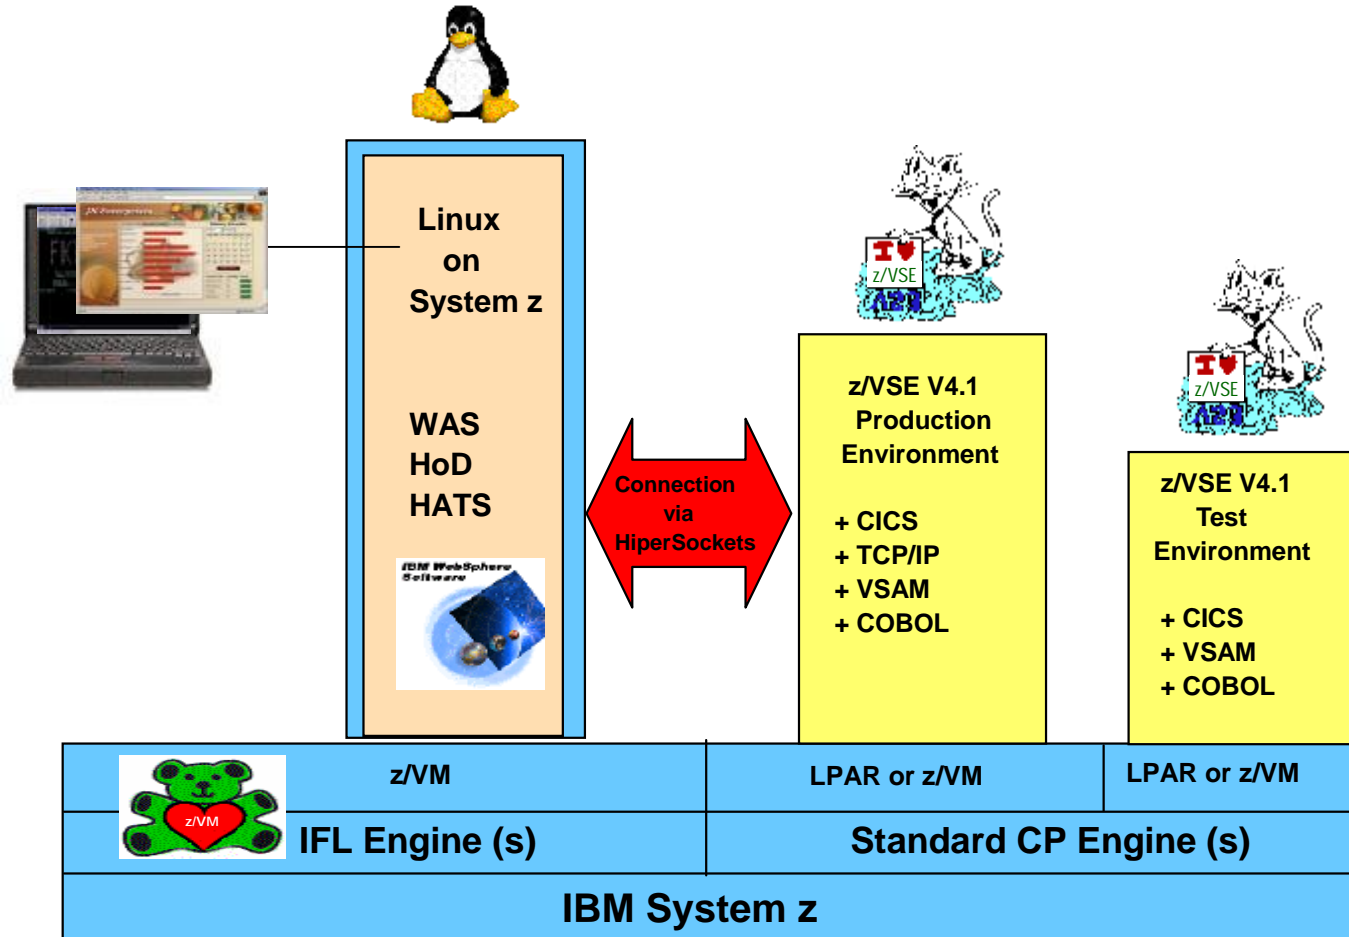 Linux
on
System z
WAS
HoD
HATS
IBM WebSphere
Software
Connection
via
HiperSockets
I ♥
z/VSE
z/VSE V4.1
Production
Environment
+ CICS
+ TCP/IP
+ VSAM
+ COBOL
I ♥
z/VSE
z/VSE V4.1
Test
Environment
+ CICS
+ VSAM
+ COBOL
z/VM
LPAR or z/VM
LPAR or z/VM
z/VM
IFL Engine (s)
Standard CP Engine (s)
IBM System z